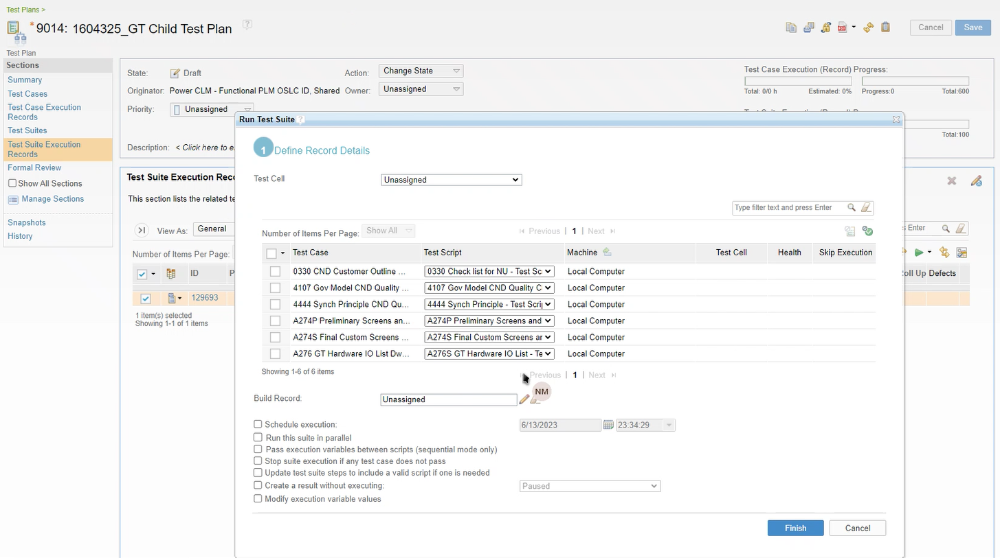 Test Plans >
*9014: 1604325_GT Child Test Plan
Cancel Save
Test Plan
Sections
Summary
Test Cases
Test Case Execution
Records
Test Suites
Test Suite Execution
Records
Formal Review
Show All Sections
Manage Sections
Snapshots
History
State: Draft Action: Change State
Originator: Power CLM - Functional PLM OSLC ID, Shared Owner: Unassigned
Priority: Unassigned
Description: < Click here to e
Test Case Execution (Record) Progress:
Total: 0/0 h Estimated: 0% Progress:0 Total:600
Total:100
Test Suite Execution Reco
This section lists the related te
View As: General
Number of Items Per Page:
ID P
129693
1 item(s) selected
Showing 1-1 of 1 items
s Enter
oll Up Defects
Run Test Suite ?
1 Define Record Details
Test Cell Unassigned
Type filter text and press Enter
Number of Items Per Page: Show All Previous | 1 | Next
Test Case Test Script Machine Test Cell Health Skip Execution
0330 CND Customer Outline ... 0330 Check list for NU - Test Sc Local Computer
4107 Gov Model CND Quality ... 4107 Gov Model CND Quality C Local Computer
4444 Synch Principle CND Qu... 4444 Synch Principle - Test Scrip Local Computer
A274P Preliminary Screens an... A274P Preliminary Screens and Local Computer
A274S Final Custom Screens ... A274S Final Custom Screens ar Local Computer
A276 GT Hardware IO List Dw... A276S GT Hardware IO List - Te Local Computer
Showing 1-6 of 6 items Previous | 1 | Next
NM
Build Record: Unassigned
Schedule execution: 6/13/2023 23:34:29
Run this suite in parallel
Pass execution variables between scripts (sequential mode only)
Stop suite execution if any test case does not pass
Update test suite steps to include a valid script if one is needed
Create a result without executing: Paused
Modify execution variable values
Finish Cancel